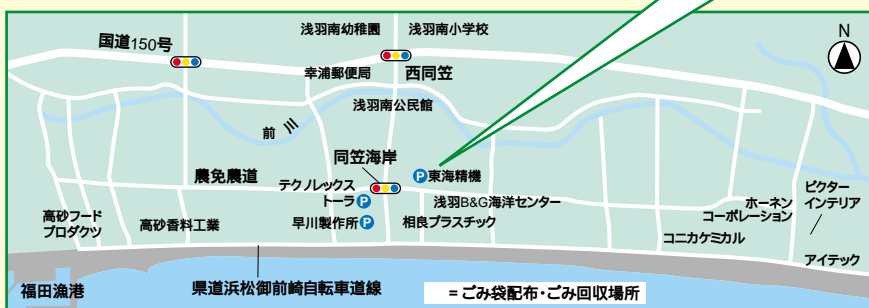 浅羽南幼稚園
浅羽南小学校
国道150号
N
幸浦郵便局
西同笠
浅羽南公民館
前川
同笠海岸
P東海精機
農免農道
テクノレックス
トーラ P
浅羽B&G海洋センター
ビクター
インテリア
ホーネン
コーポレーション
高砂フード
プロダクツ
高砂香料工業
早川製作所 P
相良プラスチック
コニカケミカル
アイテック
福田漁港
県道浜松御前崎自転車道線
=ごみ袋配布・ごみ回収場所